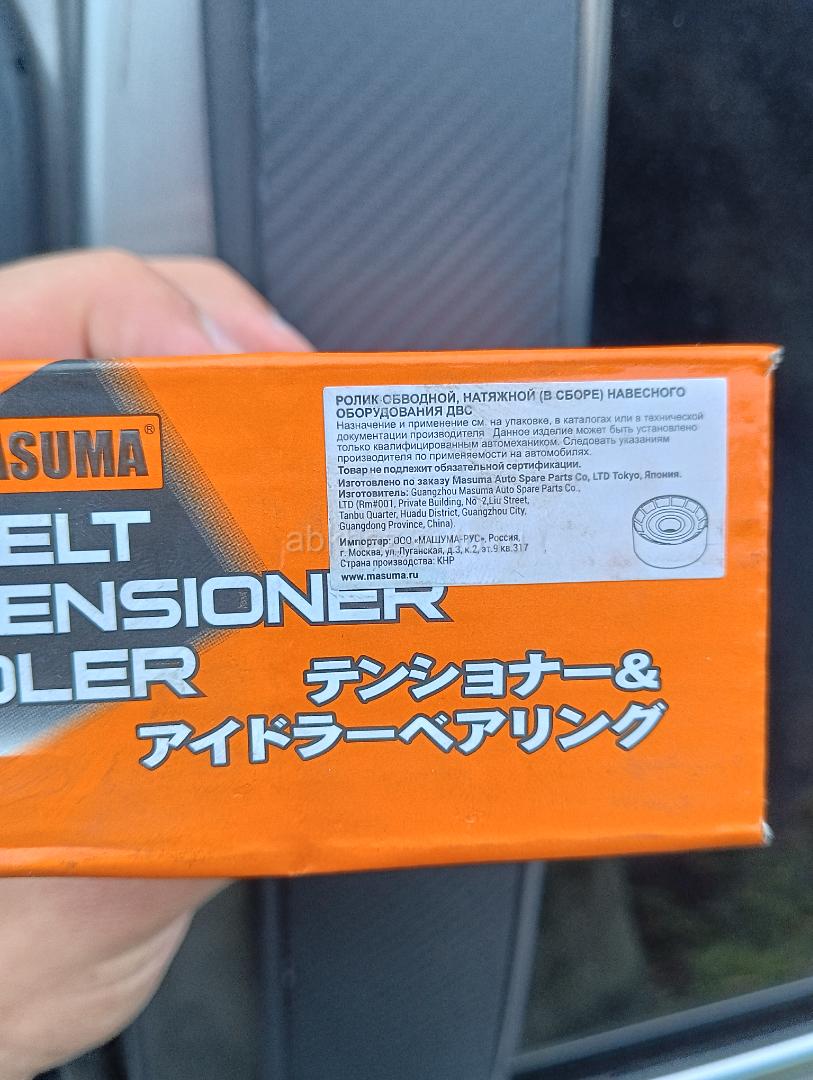 ASUMA®
ELT
ENSIONER
DLER
テンショナー&
アイドラーベアリング
РОЛИК ОБВОДНОЙ, НАТЯЖНОЙ (В СБОРЕ) НАВЕСНОГО
ОБОРУДОВАНИЯ ДВС
Назначение и применение см. на упаковке, в каталогах или в технической
документации производителя. Данное изделие может быть установлено
только квалифицированным автомехаником. Следовать указаниям
производителя по применяемости на автомобилях.
Товар не подлежит обязательной сертификации.
Изготовлено по заказу Masuma Auto Spare Parts Co, LTD Tokyo, Япония.
Изготовитель: Guangzhou Masuma Auto Spare Parts Co.,
LTD (Rm#001, Private Building, No. 2,Liu Street,
Tanbu Quarter, Huadu District, Guangzhou City,
Guangdong Province, China).
Импортер: ООО «МАШУМА-РУС», Россия,
г. Москва, ул. Луганская, д.3, к.2, эт.9 кв.317
Страна производства: КНР
www.masuma.ru